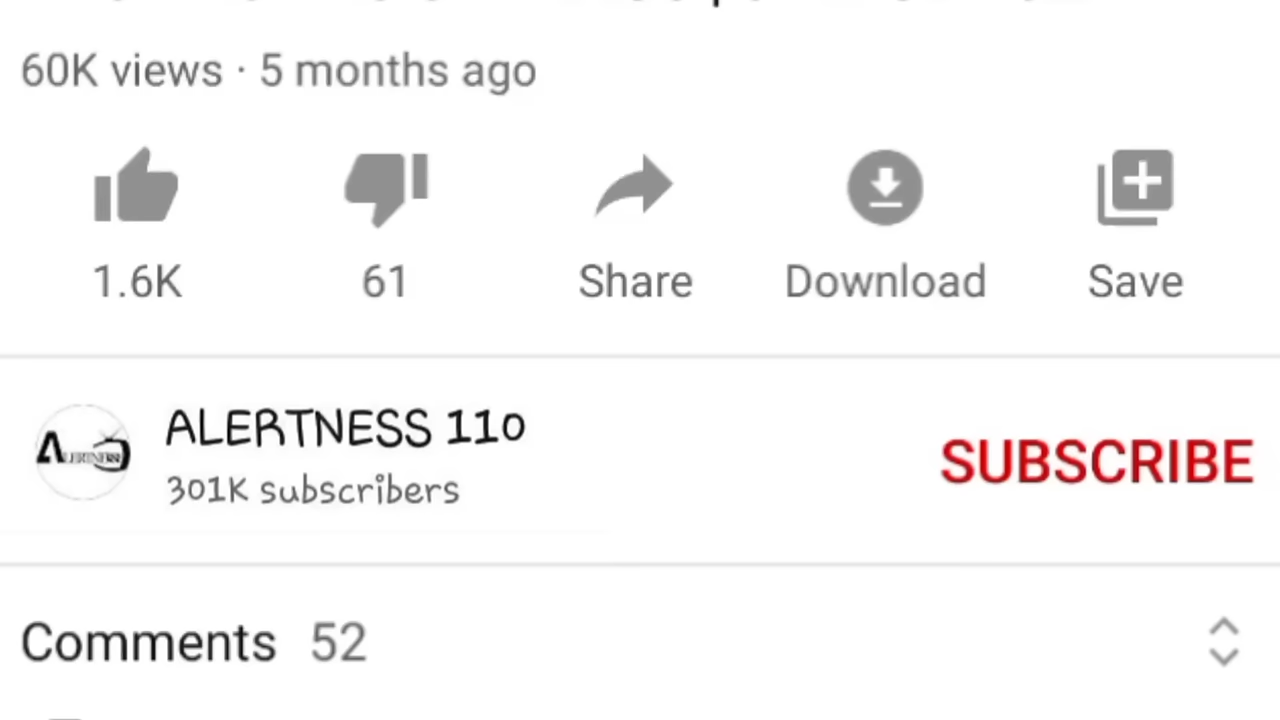 60K views · 5 months ago
1.6K
61
Share
Download
Save
ALERTNESS 110
301K subscribers
SUBSCRIBE
Comments 52